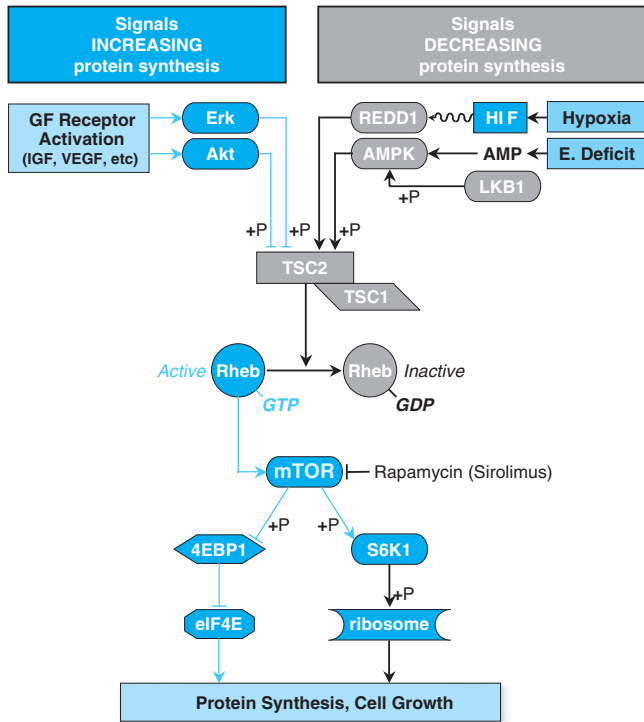 Signals
INCREASING
protein synthesis
Signals
DECREASING
protein synthesis
GF Receptor
Activation
(IGF, VEGF, etc)
Erk
Akt
REDD1
HIF
Hypoxia
AMPK
AMP
E. Deficit
LKB1
+P
+P
+P
+P
+P
TSC2
TSC1
Active
Rheb
GTP
Rheb
Inactive
GDP
mTOR
Rapamycin (Sirolimus)
+P
+P
4EBP1
S6K1
+P
eIF4E
ribosome
Protein Synthesis, Cell Growth